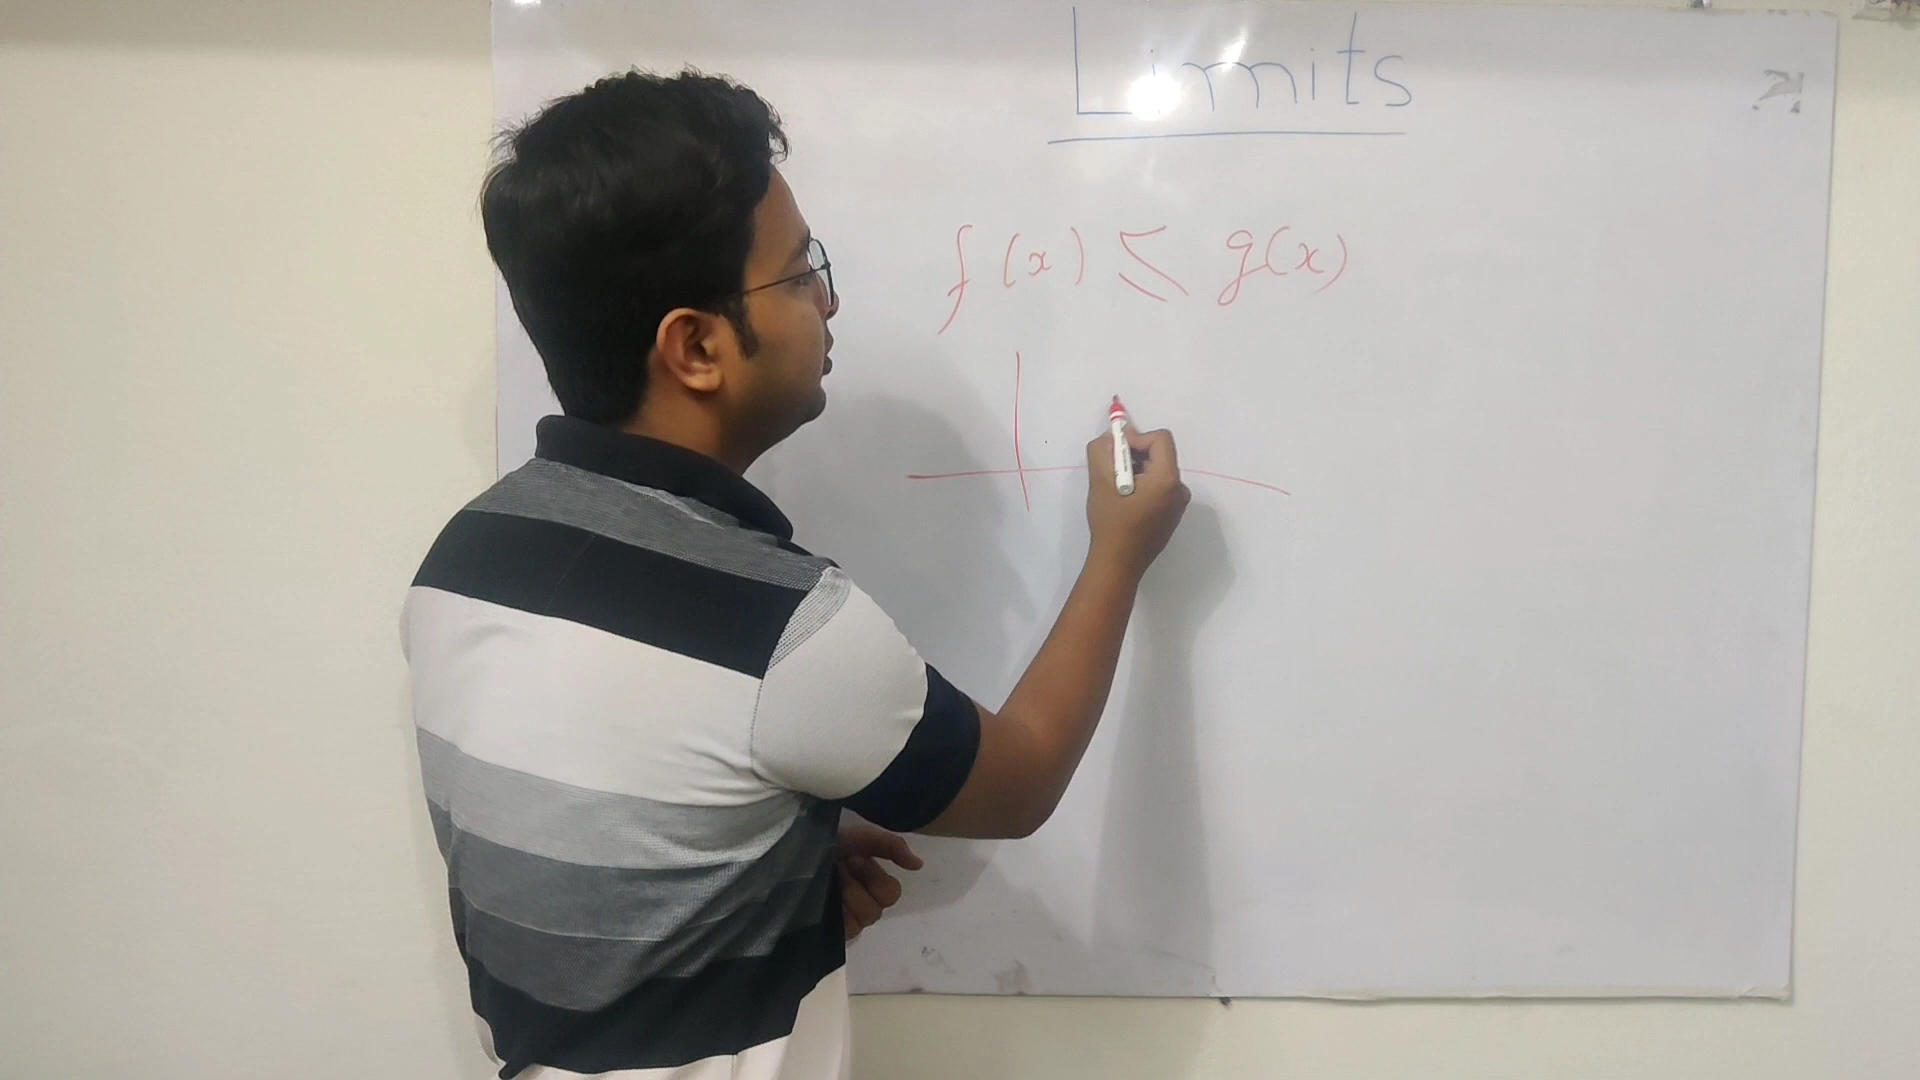 Limits
f(x) ≤ g(x)